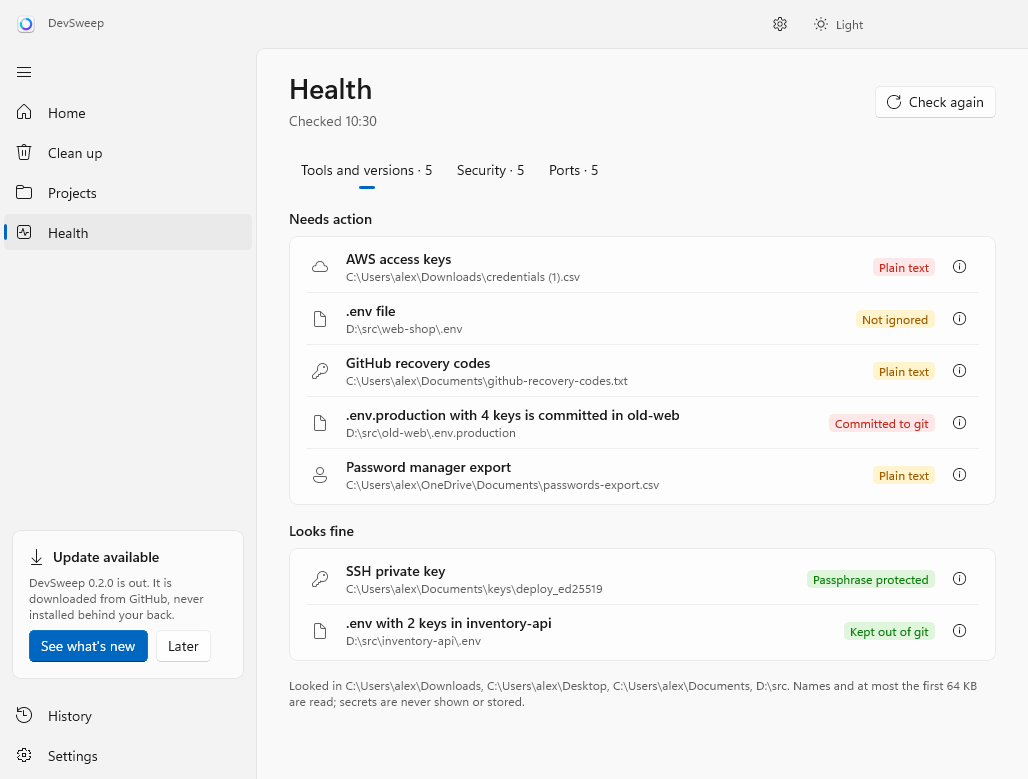 DevSweep
Light
Home
Clean up
Projects
Health
Update available
DevSweep 0.2.0 is out. It is
downloaded from GitHub, never
installed behind your back.
See what's new
Later
History
Settings
Health
Checked 10:30
Check again
Tools and versions · 5
Security · 5
Ports · 5
Needs action
AWS access keys
C:\Users\alex\Downloads\credentials (1).csv
Plain text
.env file
D:\src\web-shop\.env
Not ignored
GitHub recovery codes
C:\Users\alex\Documents\github-recovery-codes.txt
Plain text
.env.production with 4 keys is committed in old-web
D:\src\old-web\.env.production
Committed to git
Password manager export
C:\Users\alex\OneDrive\Documents\passwords-export.csv
Plain text
Looks fine
SSH private key
C:\Users\alex\Documents\keys\deploy_ed25519
Passphrase protected
.env with 2 keys in inventory-api
D:\src\inventory-api\.env
Kept out of git
Looked in C:\Users\alex\Downloads, C:\Users\alex\Desktop, C:\Users\alex\Documents, D:\src. Names and at most the first 64 KB
are read; secrets are never shown or stored.